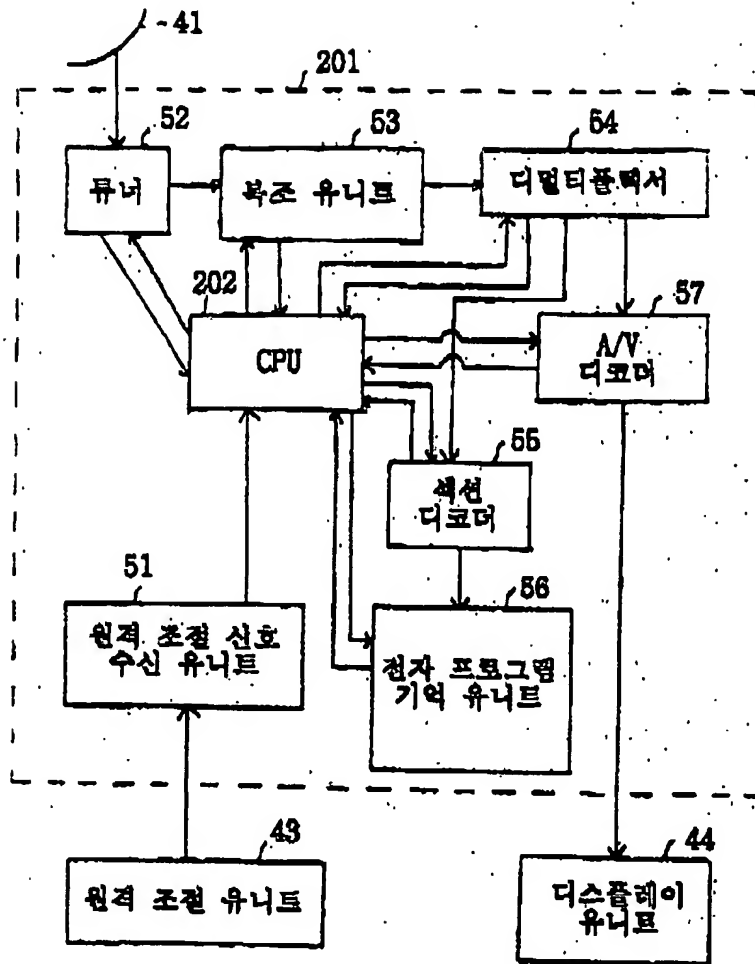 41
201
52
53
54
튜너
복조 유니트
디멀티플렉서
202
57
CPU
A/V
디코더
55
섹션
디코더
51
56
원격 조절 신호
수신 유니트
전자 프로그램
기억 유니트
43
44
원격 조절 유니트
디스플레이
유니트